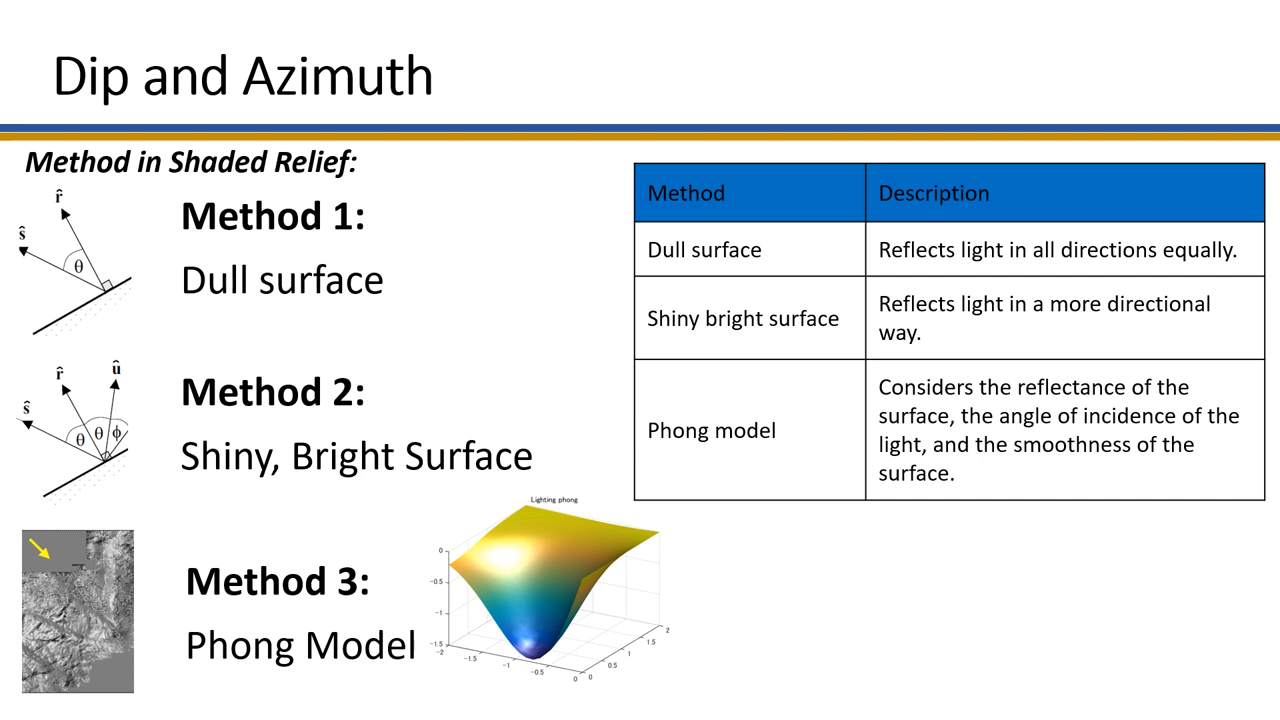 Dip and Azimuth
Method in Shaded Relief:
r̂
ŝ
θ
Method 1:
Dull surface
r̂
û
ŝ
θ
θ
ϕ
Method 2:
Shiny, Bright Surface
Method 3:
Phong Model
Lighting phong
0
-0.5
-1
-1.5
-2
-1.5
-1
-0.5
0
0
0.5
1
1.5
2
Method
Description
Dull surface
Reflects light in all directions equally.
Shiny bright surface
Reflects light in a more directional
way.
Phong model
Considers the reflectance of the
surface, the angle of incidence of the
light, and the smoothness of the
surface.